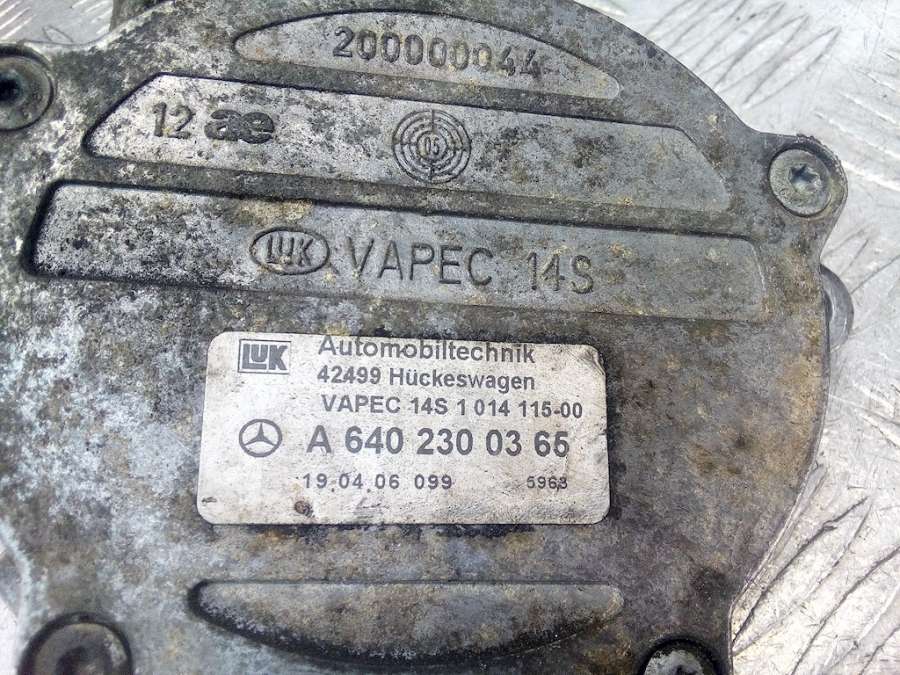 200000044
12 ae 05
LUK VAPEC 14S
LUK Automobiltechnik
42499 Hückeswagen
VAPEC 14S 1 014 115-00
A 640 230 03 65
19.04.06 099 5963